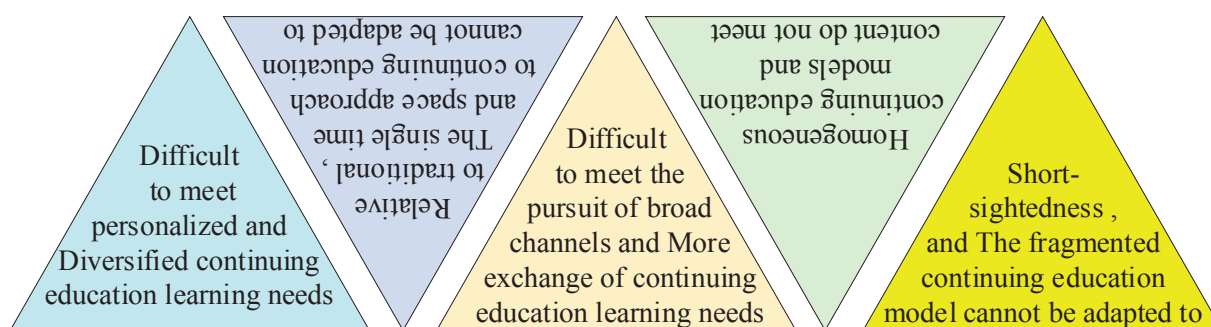 Difficult
to meet
personalized and
Diversified continuing
education learning needs
Relative
to traditional ,
The single time
and space approach
to continuing education
cannot be adapted to
Difficult
to meet the
pursuit of broad
channels and More
exchange of continuing
education learning needs
Homogeneous
continuing education
models and
content do not meet
Short-
sightedness ,
and The fragmented
continuing education
model cannot be adapted to